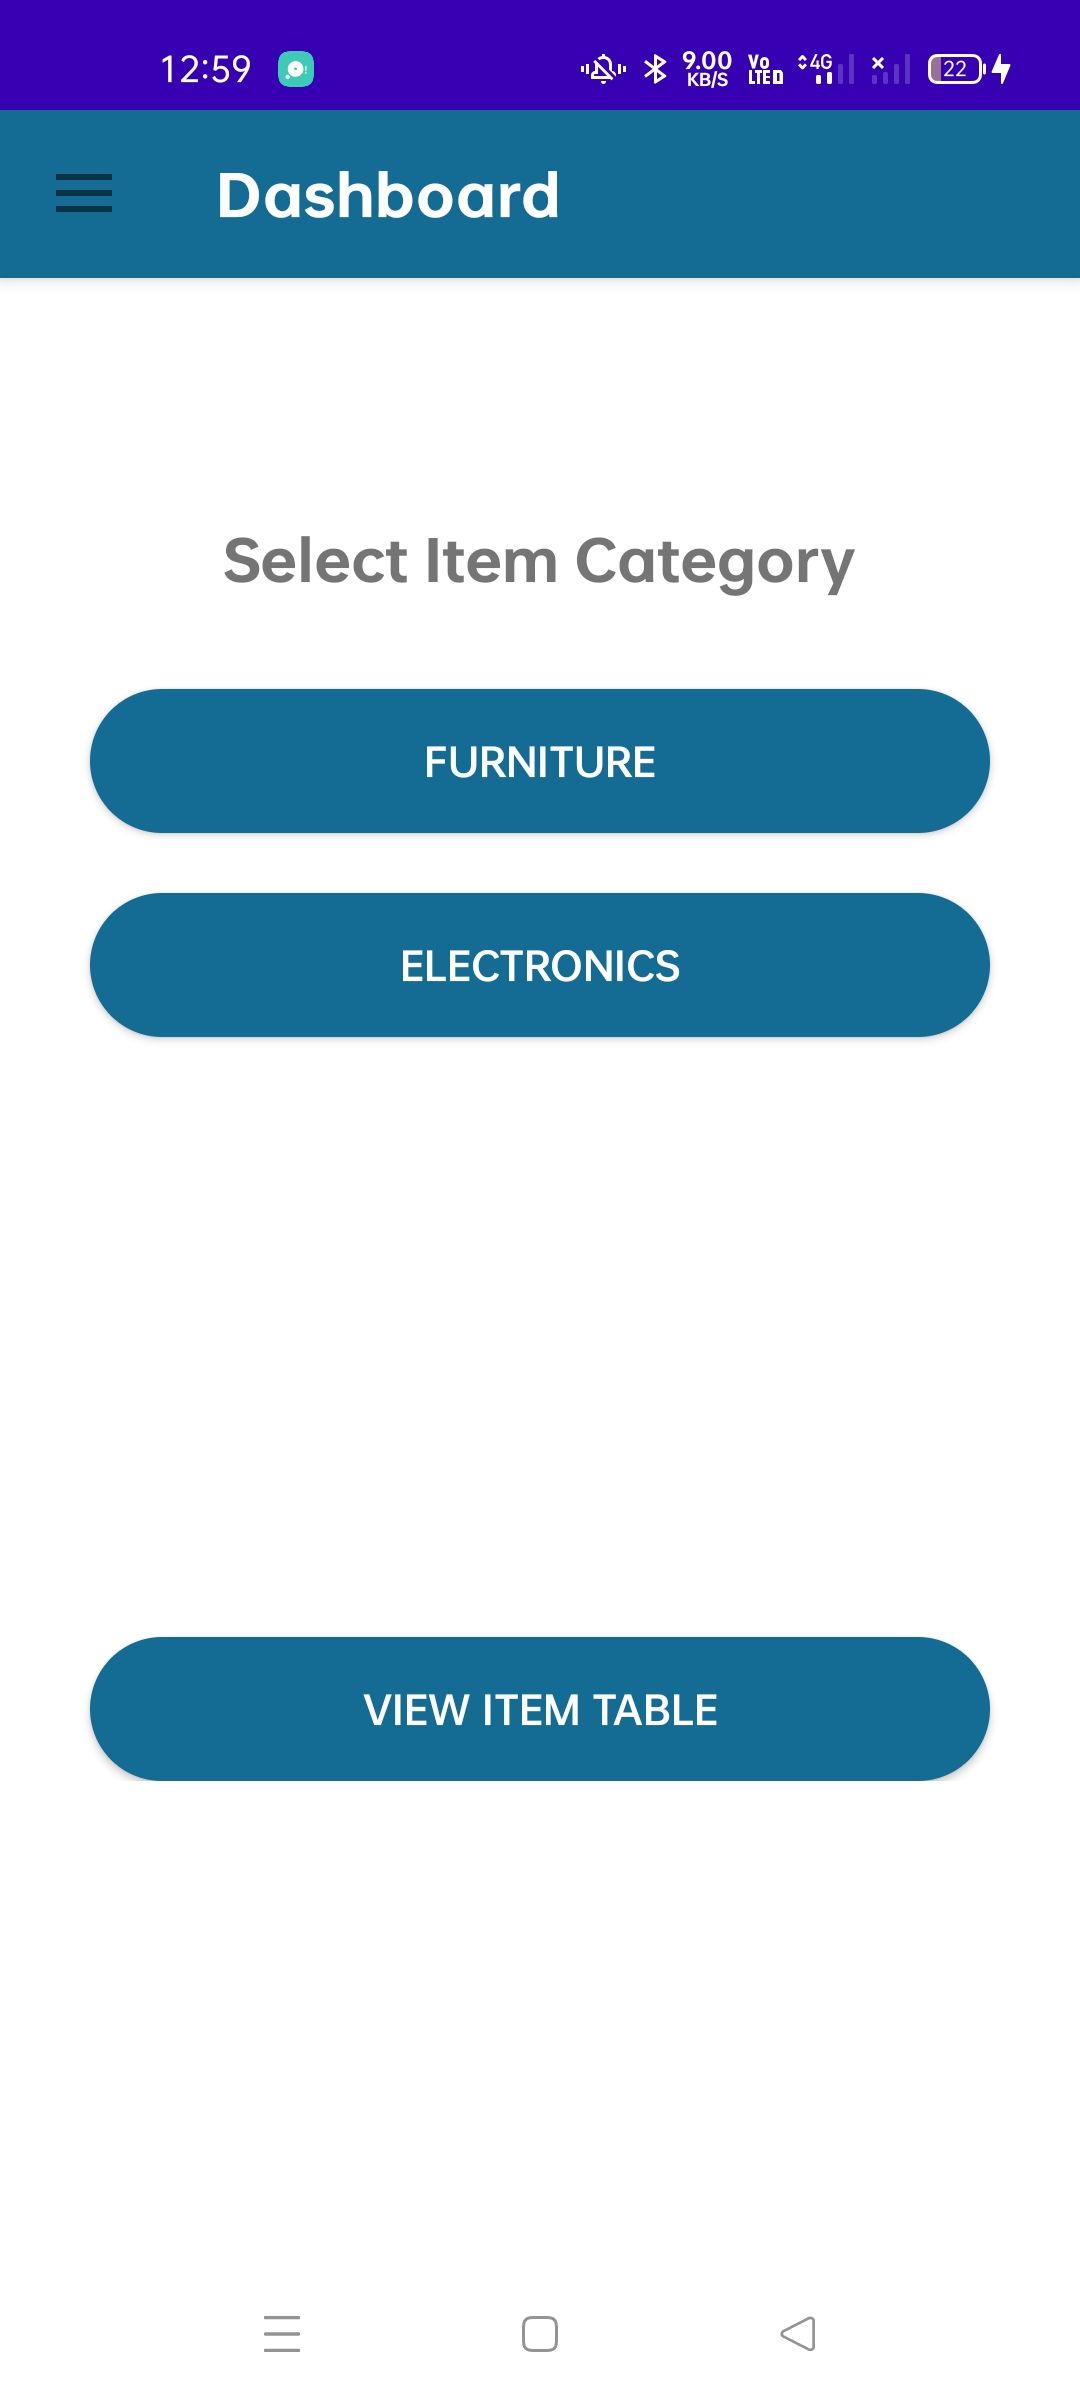 12:59 9.00 KB/S Vo LTE 4G 22
Dashboard
Select Item Category
FURNITURE
ELECTRONICS
VIEW ITEM TABLE